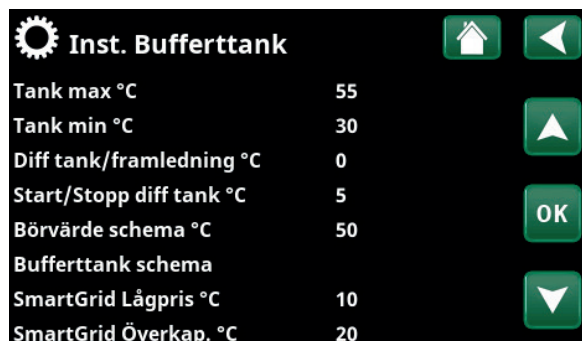 Inst. Bufferttank
Tank max °C 55
Tank min °C 30
Diff tank/framledning °C 0
Start/Stopp diff tank °C 5
Börvärde schema °C 50
OK
Bufferttank schema
SmartGrid Lågpris °C 10
SmartGrid Överkap. °C 20